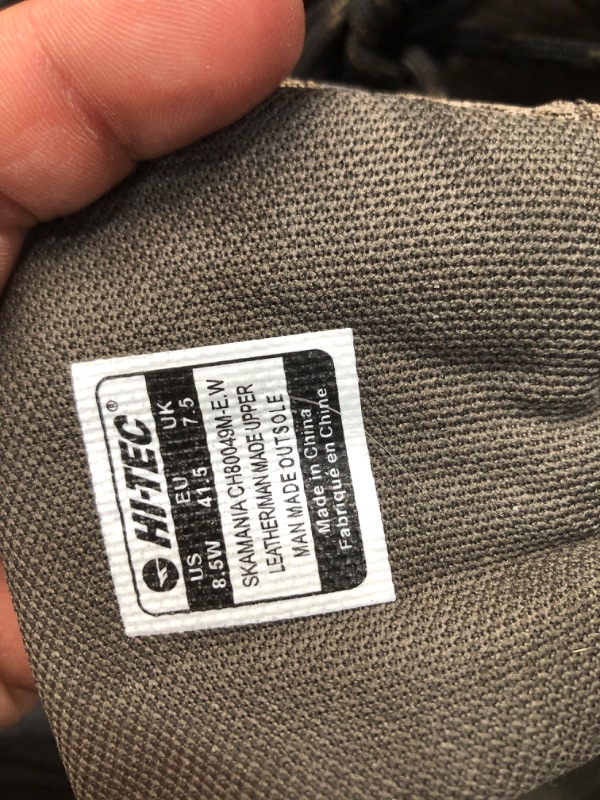 HI-TEC®
US EU UK
8.5W 41.5 7.5
SKAMANIA CH80049M-E.W
LEATHER/MAN MADE UPPER
MAN MADE OUTSOLE
Made in China/
Fabriqué en Chine